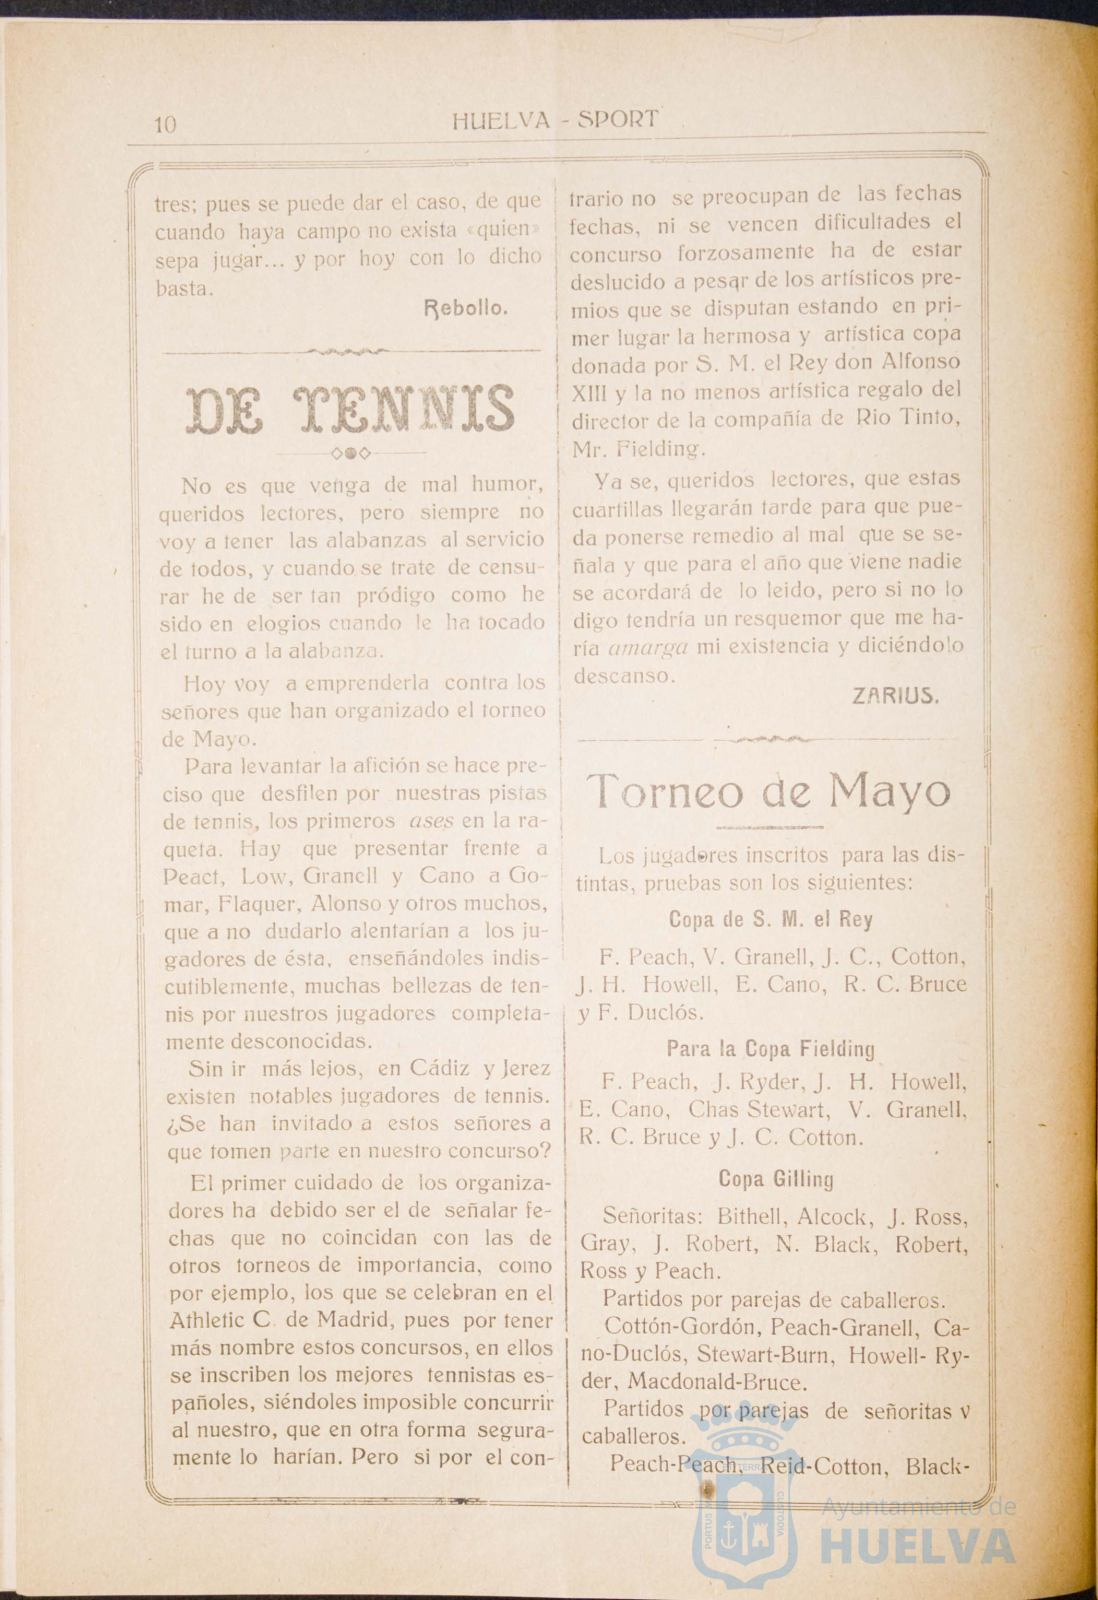 10
HUELVA - SPORT
tres; pues se puede dar el caso, de que
cuando haya campo no exista «quien»
sepa jugar... y por hoy con lo dicho
basta.
Rebollo.
DE TENNIS
No es que venga de mal humor,
queridos lectores, pero siempre no
voy a tener las alabanzas al servicio
de todos, y cuando se trate de censu-
rar he de ser tan pródigo como he
sido en elogios cuando le ha tocado
el turno a la alabanza.
Hoy voy a emprenderla contra los
señores que han organizado el torneo
de Mayo.
Para levantar la afición se hace pre-
ciso que desfilen por nuestras pistas
de tennis, los primeros ases en la ra-
queta. Hay que presentar frente a
Peact, Low, Granell y Cano a Go-
mar, Flaquer, Alonso y otros muchos,
que a no dudarlo alentarían a los ju-
gadores de ésta, enseñándoles indis-
cutiblemente, muchas bellezas de ten-
nis por nuestros jugadores completa-
mente desconocidas.
Sin ir más lejos, en Cádiz y Jerez
existen notables jugadores de tennis.
¿Se han invitado a estos señores a
que tomen parte en nuestro concurso?
El primer cuidado de los organiza-
dores ha debido ser el de señalar fe-
chas que no coincidan con las de
otros torneos de importancia, como
por ejemplo, los que se celebran en el
Athletic C. de Madrid, pues por tener
más nombre estos concursos, en ellos
se inscriben los mejores tennistas es-
pañoles, siéndoles imposible concurrir
al nuestro, que en otra forma segura-
mente lo harían. Pero si por el con-
trario no se preocupan de las fechas
fechas, ni se vencen dificultades el
concurso forzosamente ha de estar
deslucido a pesar de los artísticos pre-
mios que se disputan estando en pri-
mer lugar la hermosa y artística copa
donada por S. M. el Rey don Alfonso
XIII y la no menos artística regalo del
director de la compañía de Rio Tinto,
Mr. Fielding.
Ya se, queridos lectores, que estas
cuartillas llegarán tarde para que pue-
da ponerse remedio al mal que se se-
ñala y que para el año que viene nadie
se acordará de lo leido, pero si no lo
digo tendría un resquemor que me ha-
ría amarga mi existencia y diciéndolo
descanso.
ZARIUS.
Torneo de Mayo
Los jugadores inscritos para las dis-
tintas, pruebas son los siguientes:
Copa de S. M. el Rey
F. Peach, V. Granell, J. C., Cotton,
J. H. Howell, E. Cano, R. C. Bruce
y F. Duclós.
Para la Copa Fielding
F. Peach, J. Ryder, J. H. Howell,
E. Cano, Chas Stewart, V. Granell,
R. C. Bruce y J. C. Cotton.
Copa Gilling
Señoritas: Bithell, Alcock, J. Ross,
Gray, J. Robert, N. Black, Robert,
Ross y Peach.
Partidos por parejas de caballeros.
Cottón-Gordón, Peach-Granell, Ca-
no-Duclós, Stewart-Burn, Howell- Ry-
der, Macdonald-Bruce.
Partidos por parejas de señoritas y
caballeros.
Peach-Peach, Reid-Cotton, Black-
PORTUS
TERRÆ
CUSTODIA
Ayuntamiento de
HUELVA